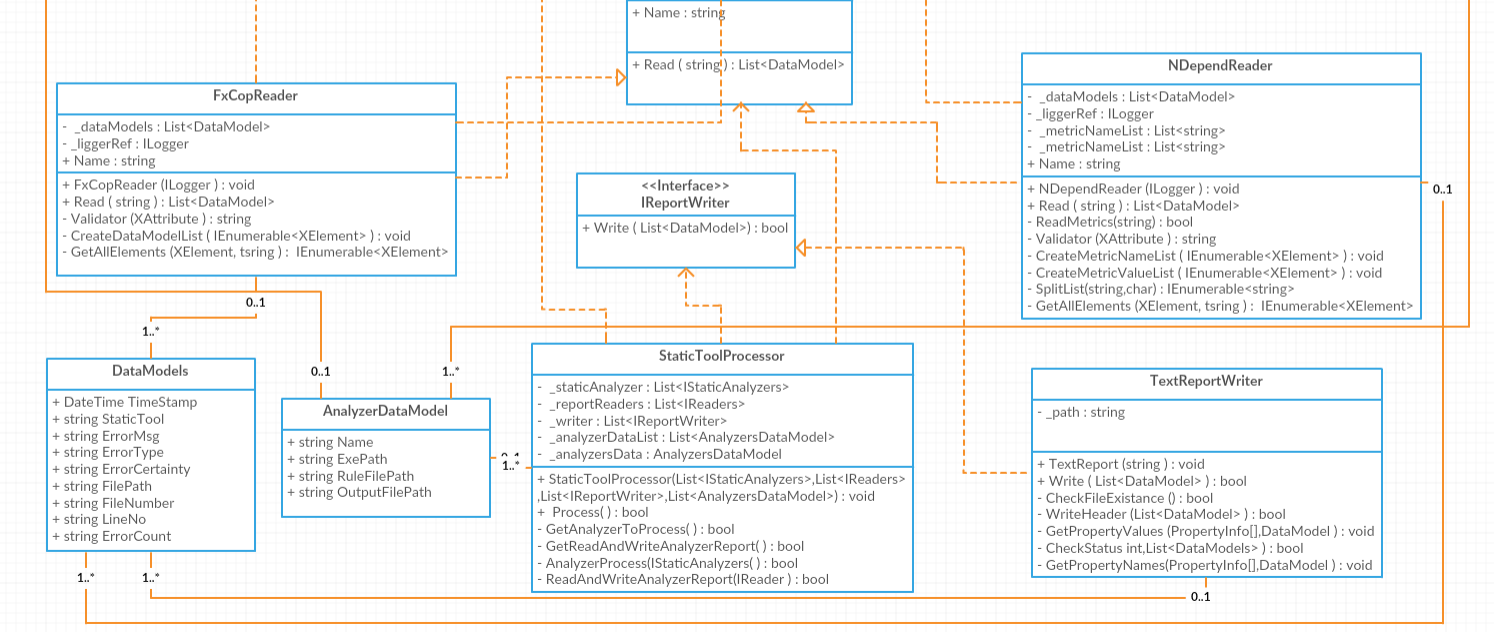 + Name : string
+ Read ( string) : List<DataModel>
FxCopReader
- _dataModels : List<DataModel>
- _liggerRef : ILogger
+ Name : string
+ FxCopReader (ILogger ) : void
+ Read ( string ) : List<DataModel>
- Validator (XAttribute ) : string
- CreateDataModelList ( IEnumerable<XElement> ) : void
- GetAllElements (XElement, tsring ) : IEnumerable<XElement>
NDependReader
- _dataModels : List<DataModel>
- _liggerRef : ILogger
- _metricNameList : List<string>
- _metricNameList : List<string>
+ Name : string
+ NDependReader (ILogger ) : void
+ Read ( string ) : List<DataModel>
- ReadMetrics(string) : bool
- Validator (XAttribute ) : string
- CreateMetricNameList ( IEnumerable<XElement> ) : void
- CreateMetricValueList ( IEnumerable<XElement> ) : void
- SplitList(string,char) : IEnumerable<string>
- GetAllElements (XElement, tsring ) : IEnumerable<XElement>
0..1
<<Interface>>
IReportWriter
+ Write ( List<DataModel>) : bool
0..1
1..*
0..1
1..*
DataModels
+ DateTime TimeStamp
+ string StaticTool
+ string ErrorMsg
+ string ErrorType
+ string ErrorCertainty
+ string FilePath
+ string FileNumber
+ string LineNo
+ string ErrorCount
AnalyzerDataModel
+ string Name
+ string ExePath
+ string RuleFilePath
+ string OutputFilePath
1..*
StaticToolProcessor
- _staticAnalyzer : List<IStaticAnalyzers>
- _reportReaders : List<IReaders>
- _writer : List<IReportWriter>
- _analyzerDataList : List<AnalyzersDataModel>
- _analyzersData : AnalyzersDataModel
+ StaticToolProcessor(List<IStaticAnalyzers>,List<IReaders>
,List<IReportWriter>,List<AnalyzersDataModel>) : void
+ Process( ) : bool
- GetAnalyzerToProcess( ) : bool
- GetReadAndWriteAnalyzerReport( ) : bool
- AnalyzerProcess(IStaticAnalyzers( ) : bool
- ReadAndWriteAnalyzerReport(IReader ) : bool
TextReportWriter
- _path : string
+ TextReport (string ) : void
+ Write ( List<DataModel> ) : bool
- CheckFileExistance () : bool
- WriteHeader (List<DataModel> ) : bool
- GetPropertyValues (PropertyInfo[],DataModel ) : void
- CheckStatus int,List<DataModels> ) : bool
- GetPropertyNames(PropertyInfo[],DataModel ) : void
1..*
1..*
0..1